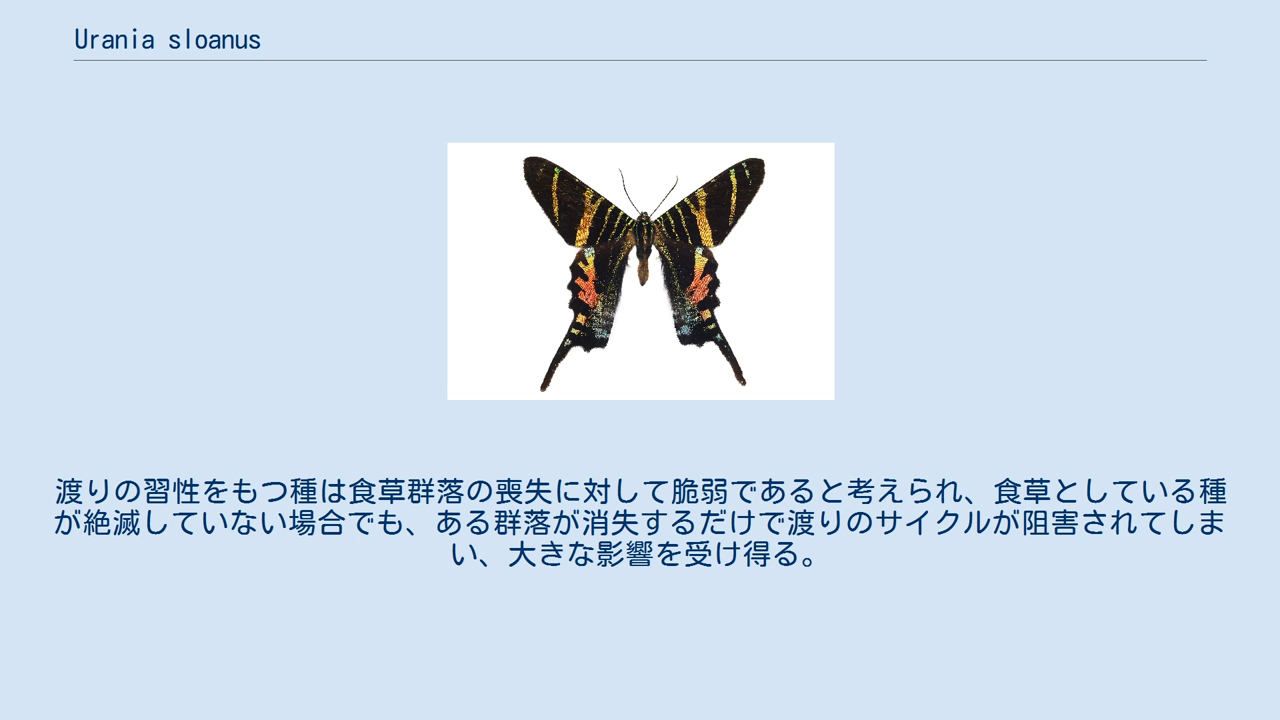 Urania sloanus
渡りの習性をもつ種は食草群落の喪失に対して脆弱であると考えられ、食草としている種
が絶滅していない場合でも、ある群落が消失するだけで渡りのサイクルが阻害されてしま
い、大きな影響を受け得る。